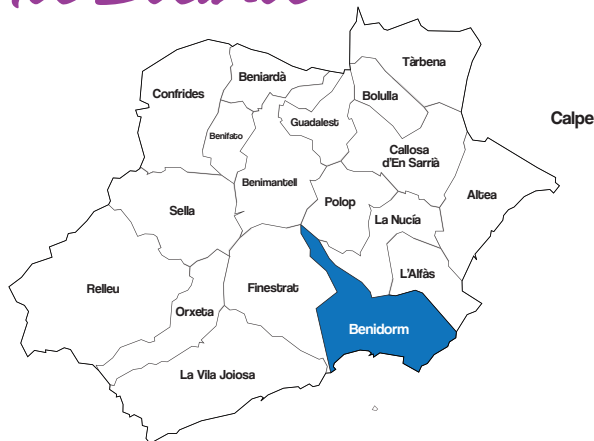 Tàrbena
Beniardà
Confrides
Bolulla
Calpe
Guadalest
Benifato
Callosa
d'En Sarrià
Benimantell
Altea
Polop
Sella
La Nucía
L'Alfàs
Relleu
Finestrat
Orxeta
Benidorm
La Vila Joiosa